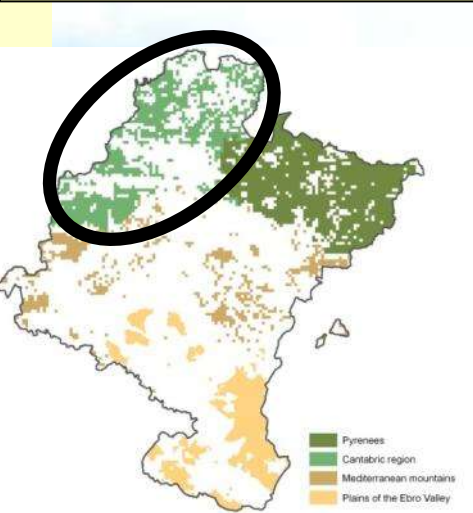 Pyrenees
Cantabric region
Mediterranean mountains
Plains of the Ebro Valley